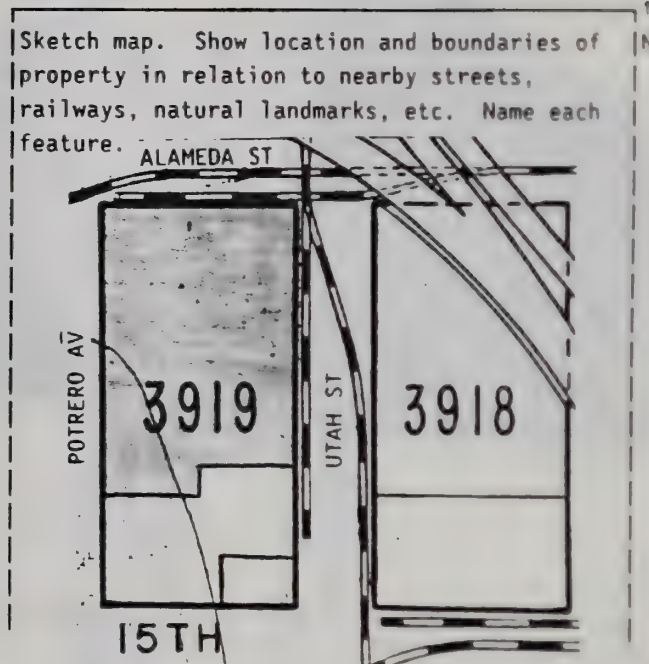 Sketch map. Show location and boundaries of
property in relation to nearby streets,
railways, natural landmarks, etc. Name each
feature.
ALAMEDA ST
POTRERO AV
3919
UTAH ST
3918
15TH